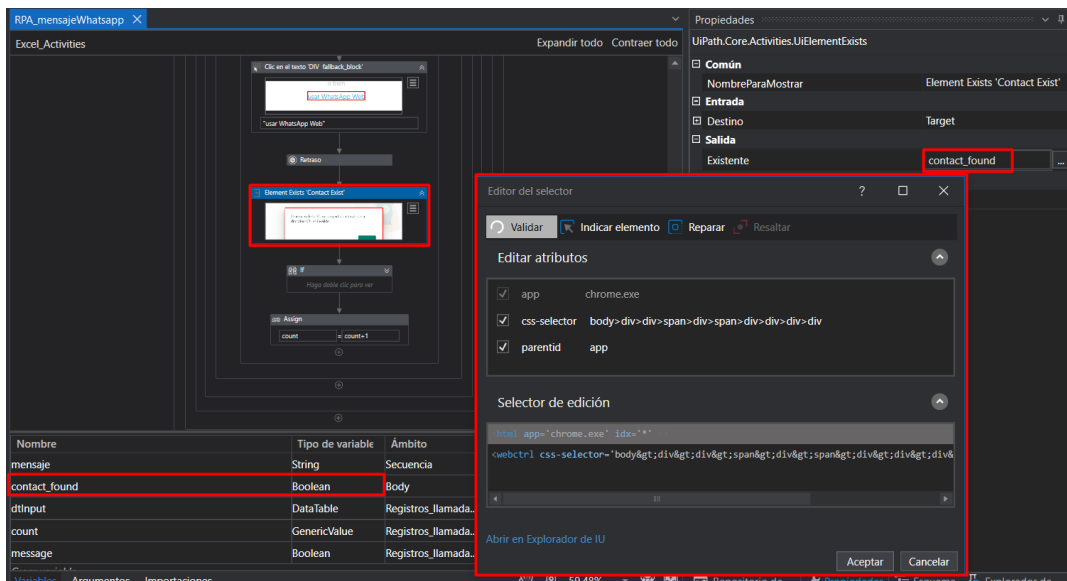 RPA_mensajeWhatsapp
Propiedades
Excel_Activities
Expandir todo Contraer todo
UiPath.Core.Activities.UiElementExists
Común
NombreParaMostrar Element Exists 'Contact Exist'
Entrada
Destino Target
Salida
Existente contact_found ...
Clic en el texto 'DIV fallback_block'
usar WhatsApp Web
"usar WhatsApp Web"
Retraso
Element Exists 'Contact Exist'
If
Haga doble clic para ver
Assign
count = count+1
Editor del selector ?
Validar Indicar elemento Reparar Resaltar
Editar atributos
app chrome.exe
css-selector body>div>div>span>div>span>div>div>div>div
parentid app
Selector de edición
<html app='chrome.exe' idx='*'
<webctrl css-selector='body&gt;div&gt;div&gt;span&gt;div&gt;span&gt;div&gt;div&gt;div&
Abrir en Explorador de IU
Aceptar Cancelar
Nombre Tipo de variable Ámbito
mensaje String Secuencia
contact_found Boolean Body
dtInput DataTable Registros_llamada..
count GenericValue Registros_llamada..
message Boolean Registros_llamada..
Variables Argumentos Importaciones
59.48%